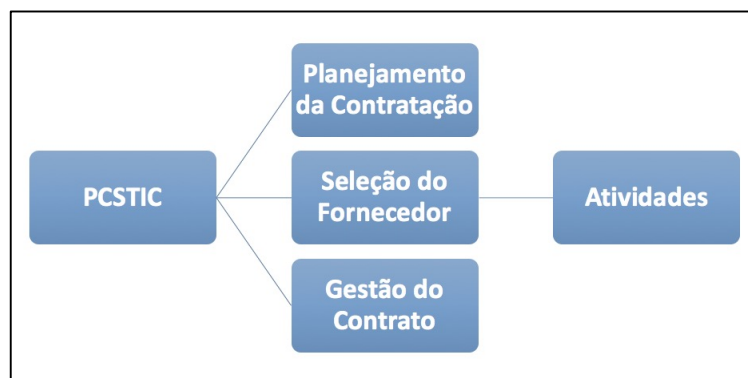 Planejamento
da Contratação
PCSTIC
Seleção do
Fornecedor
Atividades
Gestão do
Contrato